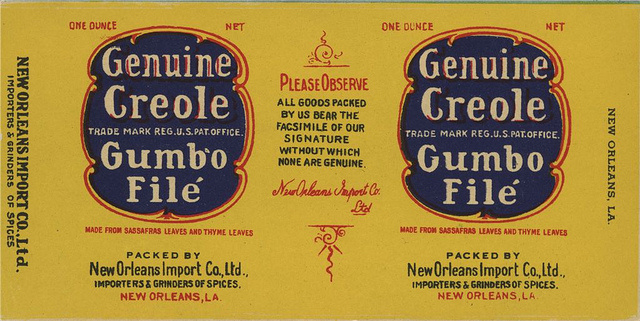 NEW ORLEANS IMPORT CO., Ltd.
IMPORTERS & GRINDERS OF SPICES
ONE OUNCE NET
Genuine
Creole
TRADE MARK REG. U.S. PAT. OFFICE.
Gumbo
Filé
MADE FROM SASSAFRAS LEAVES AND THYME LEAVES
PACKED BY
New Orleans Import Co., Ltd.,
IMPORTERS & GRINDERS OF SPICES.
NEW ORLEANS, LA.
PLEASE OBSERVE
ALL GOODS PACKED
BY US BEAR THE
FACSIMILE OF OUR
SIGNATURE
WITHOUT WHICH
NONE ARE GENUINE.
New Orleans Import Co.
Ltd
ONE OUNCE NET
Genuine
Creole
TRADE MARK REG. U.S. PAT. OFFICE.
Gumbo
Filé
MADE FROM SASSAFRAS LEAVES AND THYME LEAVES
PACKED BY
New Orleans Import Co., Ltd.,
IMPORTERS & GRINDERS OF SPICES.
NEW ORLEANS, LA
NEW ORLEANS, LA.